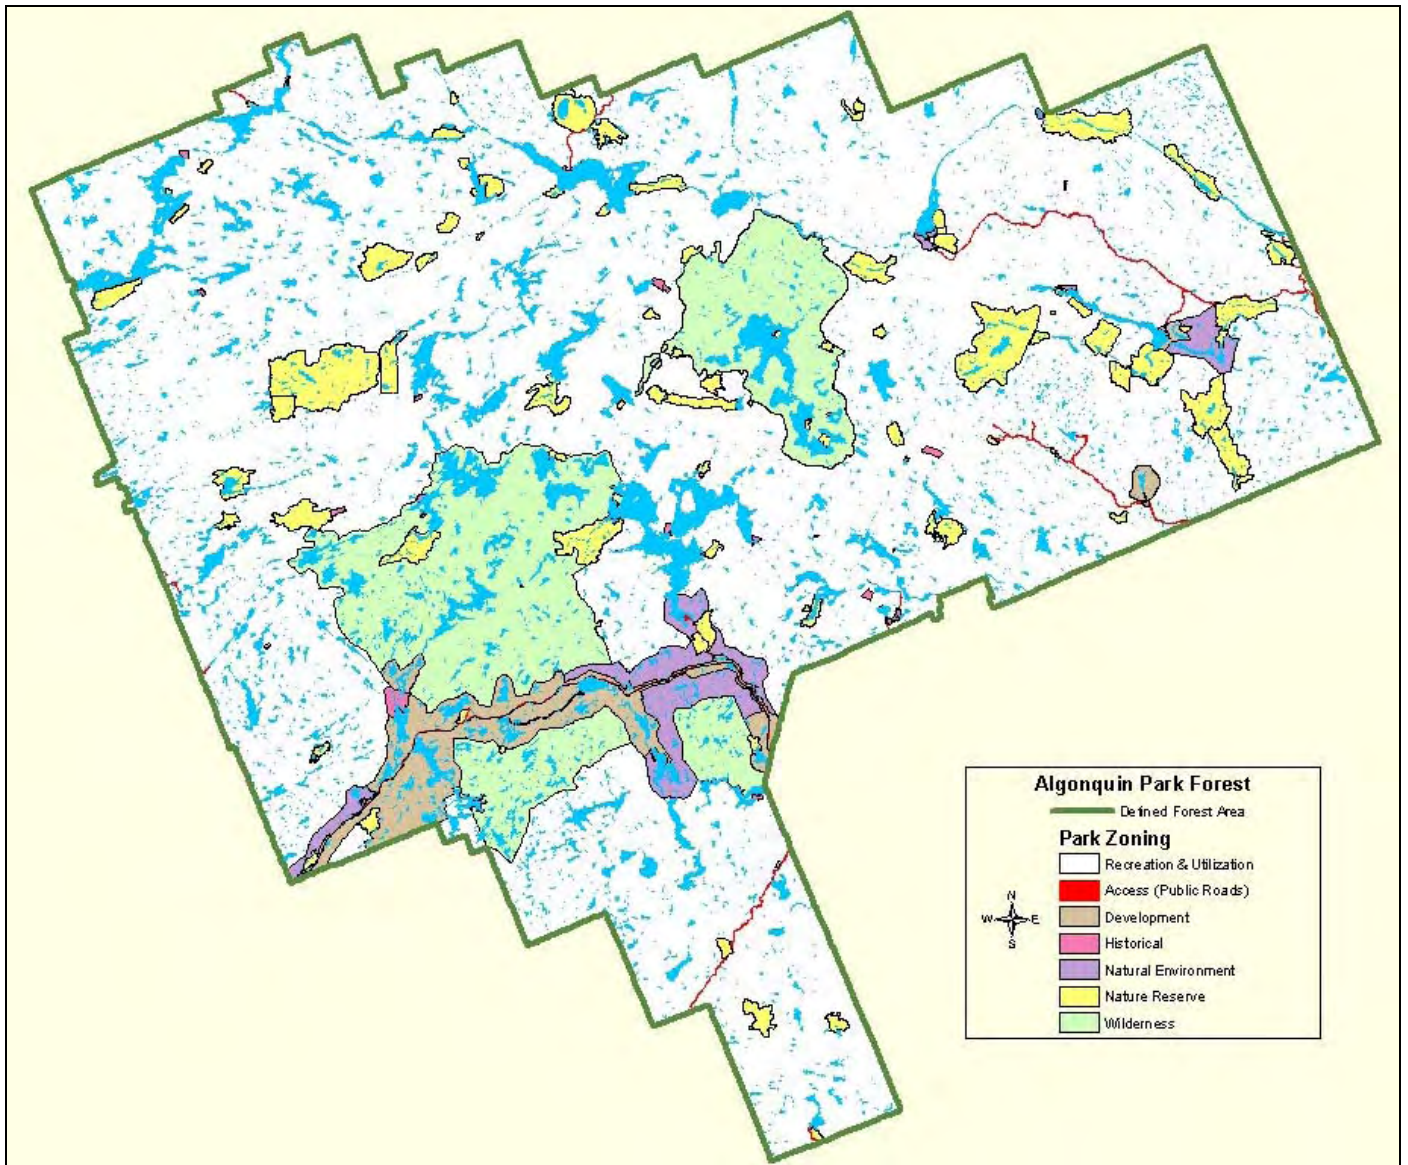 Algonquin Park Forest
Defined Forest Area
Park Zoning
Recreation & Utilization
Access (Public Roads)
Development
Historical
Natural Environment
Nature Reserve
Wilderness
N
W E
S